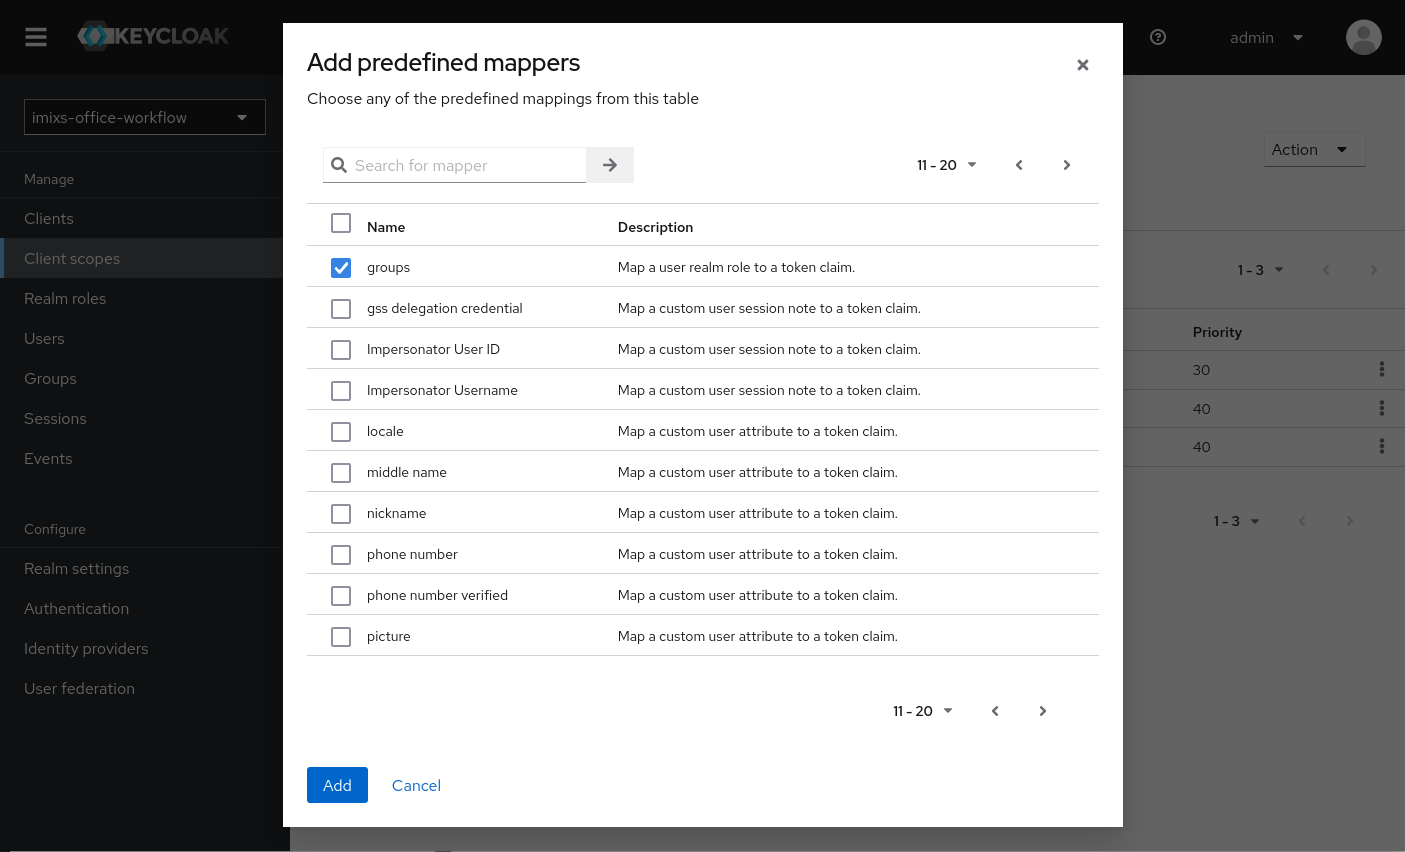 KEYCLOAK
admin
imixs-office-workflow
Manage
Clients
Client scopes
Realm roles
Users
Groups
Sessions
Events
Configure
Realm settings
Authentication
Identity providers
User federation
Add predefined mappers
Choose any of the predefined mappings from this table
Search for mapper
11 - 20
Name Description
groups Map a user realm role to a token claim.
gss delegation credential Map a custom user session note to a token claim.
Impersonator User ID Map a custom user session note to a token claim.
Impersonator Username Map a custom user session note to a token claim.
locale Map a custom user attribute to a token claim.
middle name Map a custom user attribute to a token claim.
nickname Map a custom user attribute to a token claim.
phone number Map a custom user attribute to a token claim.
phone number verified Map a custom user attribute to a token claim.
picture Map a custom user attribute to a token claim.
11 - 20
Add Cancel
Action
1 - 3
Priority
30
40
40
1 - 3